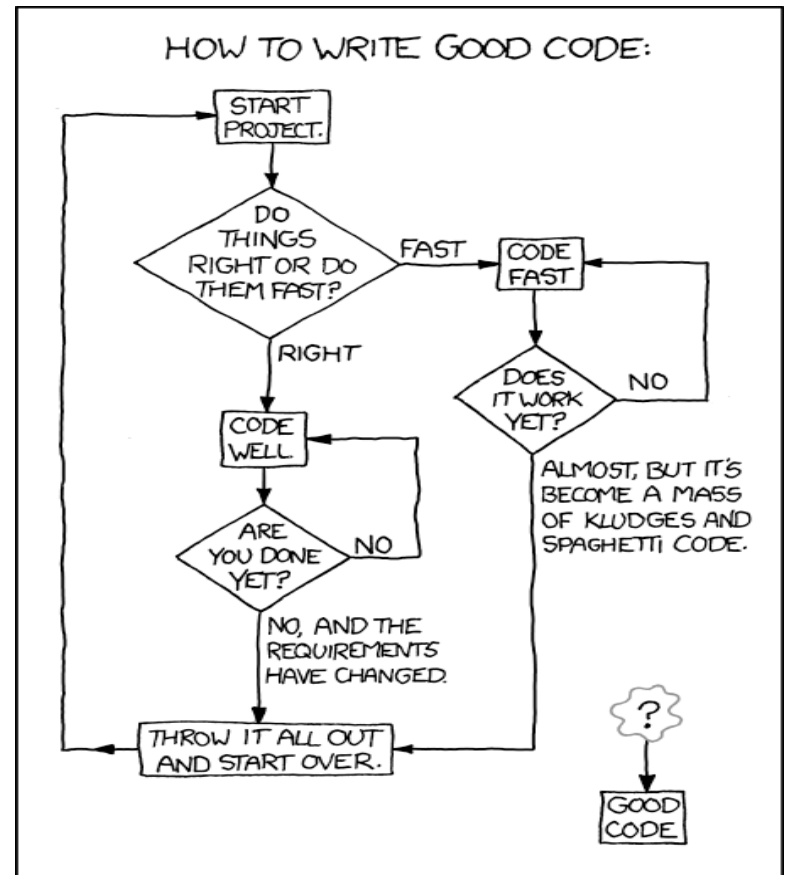 HOW TO WRITE GOOD CODE:
START
PROJECT.
DO
THINGS
RIGHT OR DO
THEM FAST?
FAST
CODE
FAST
RIGHT
DOES
IT WORK
YET?
NO
CODE
WELL.
ALMOST, BUT IT'S
BECOME A MASS
OF KLUDGES AND
SPAGHETTI CODE.
ARE
YOU DONE
YET?
NO
NO, AND THE
REQUIREMENTS
HAVE CHANGED.
THROW IT ALL OUT
AND START OVER.
?
GOOD
CODE